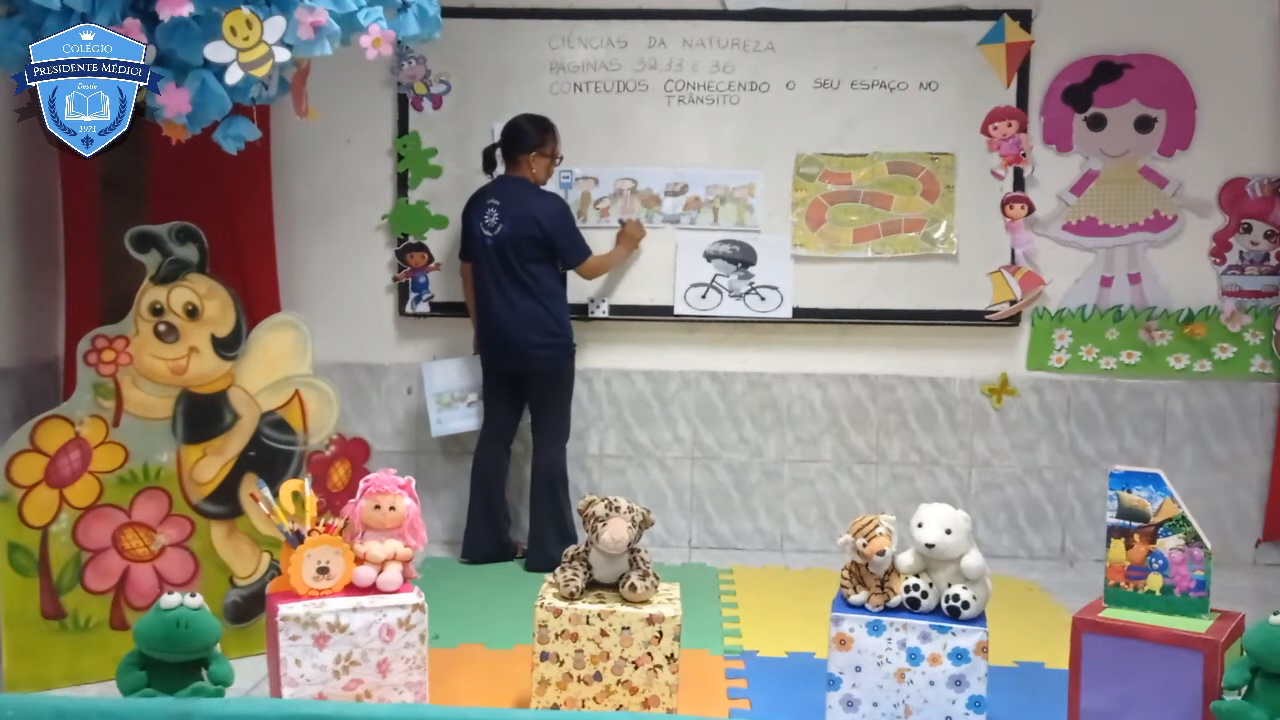 COLÉGIO
PRESIDENTE MÉDICI
Desde
1971
CIÊNCIAS DA NATUREZA
PÁGINAS 32,33 E 36
CONTEÚDOS CONHECENDO O SEU ESPAÇO NO
TRÂNSITO